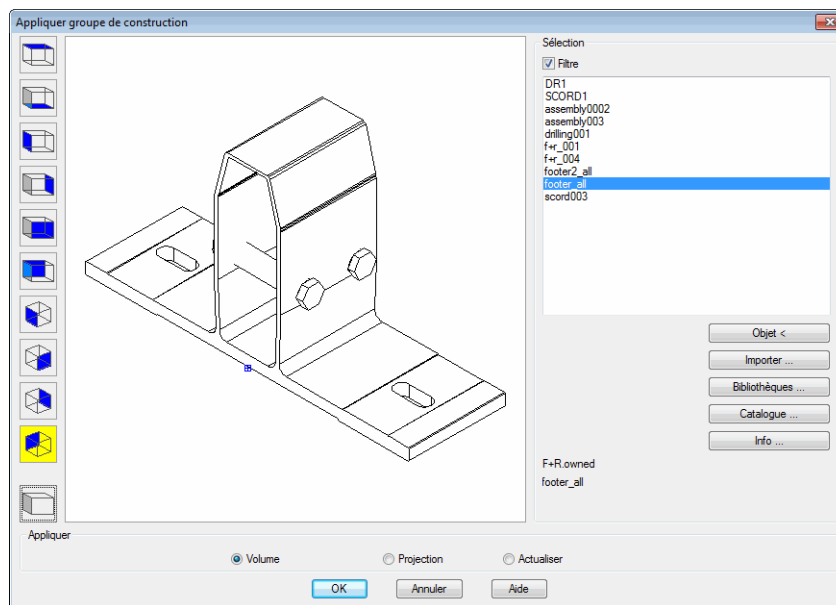 Appliquer groupe de construction
Sélection
Filtre
DR1
SCORD1
assembly0002
assembly003
drilling001
f+r_001
f+r_004
footer2_all
footer_all
scord003
Objet <
Importer ...
Bibliothèques ...
Catalogue ...
Info ...
F+R.owned
footer_all
Appliquer
Volume
Projection
Actualiser
OK
Annuler
Aide